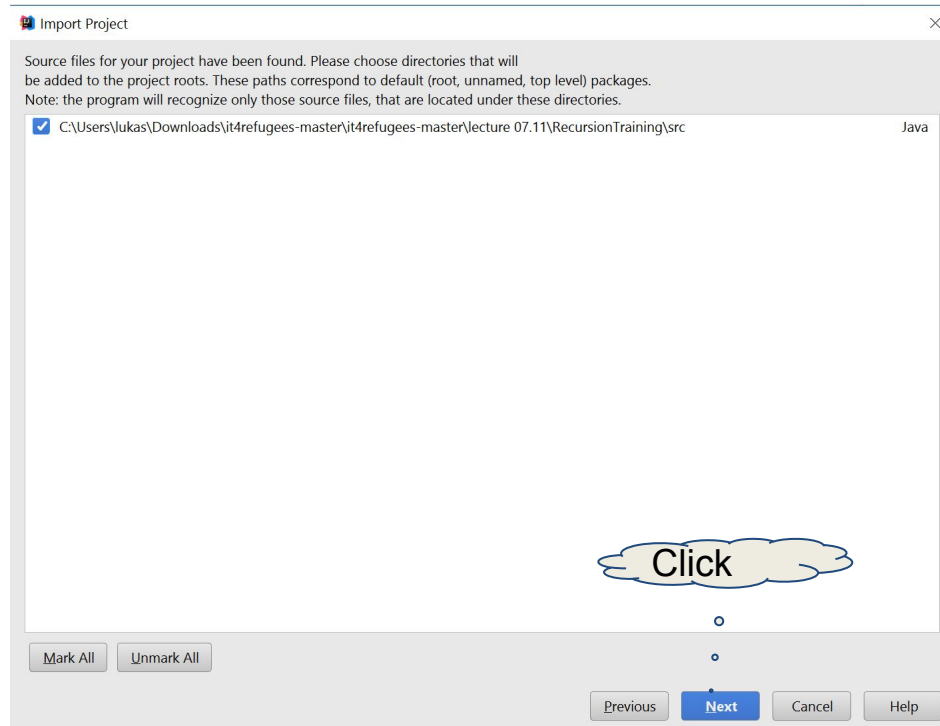 Import Project
Source files for your project have been found. Please choose directories that will
be added to the project roots. These paths correspond to default (root, unnamed, top level) packages.
Note: the program will recognize only those source files, that are located under these directories.
C:\Users\lukas\Downloads\it4refugees-master\it4refugees-master\lecture 07.11\RecursionTraining\src Java
Click
Mark All Unmark All
Previous Next Cancel Help